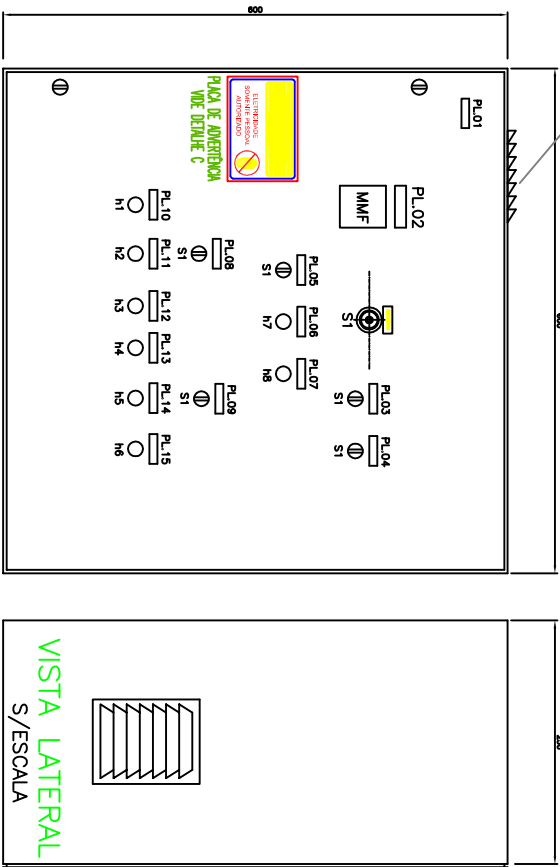 600
PL.01
PL.02
MMF
S1
PL.03
S1
PL.04
S1
PL.05
S1
PL.06
h7
PL.07
h8
ELETRICIDADE
SOMENTE PESSOAL
AUTORIZADO
PLACA DE ADVERTÊNCIA
VIDE DETALHE C
PL.08
S1
PL.09
S1
PL.10
h1
PL.11
h2
PL.12
h3
PL.13
h4
PL.14
h5
PL.15
h6
VISTA LATERAL
S/ESCALA